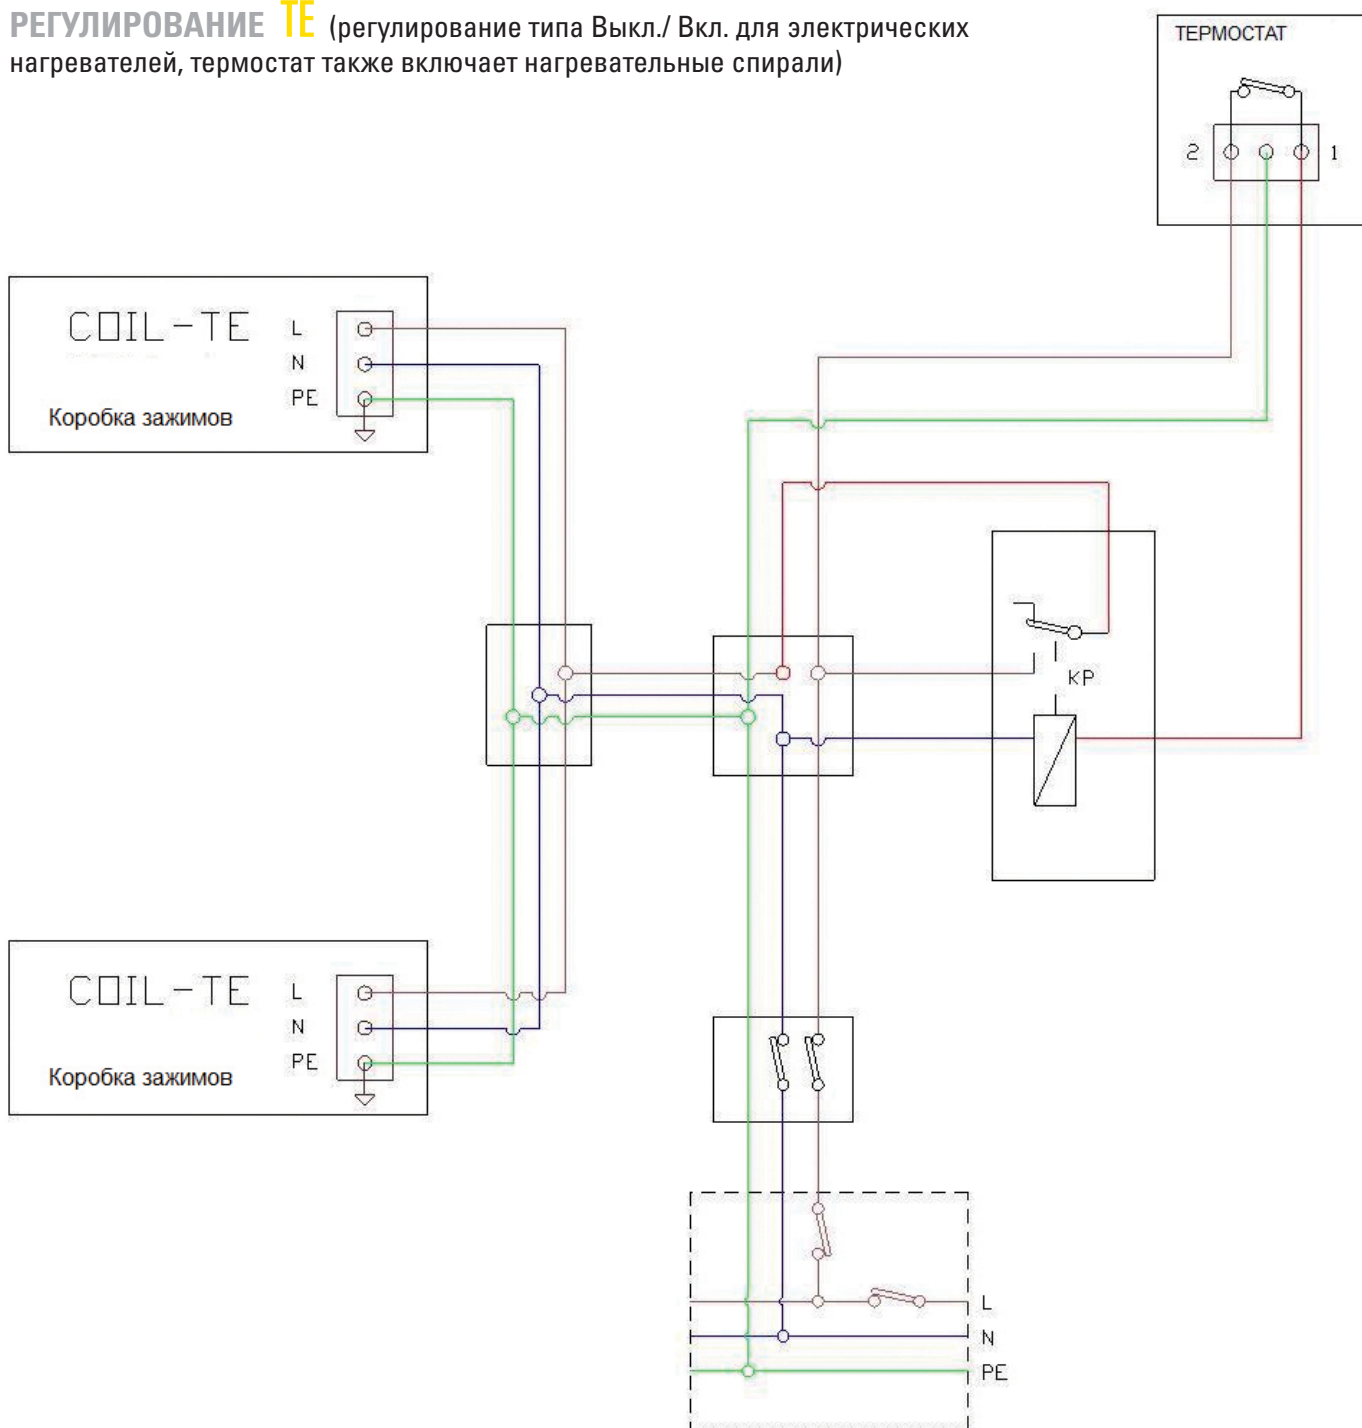 РЕГУЛИРОВАНИЕ TE (регулирование типа Выкл./ Вкл. для электрических
нагревателей, термостат также включает нагревательные спирали)
ТЕРМОСТАТ
2
1
COIL-TE
L
N
PE
Коробка зажимов
KP
COIL-TE
L
N
PE
Коробка зажимов
L
N
PE